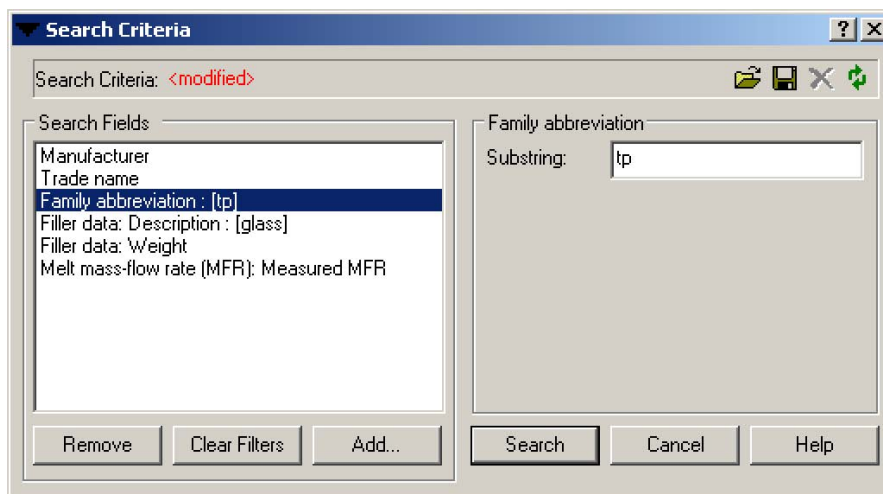 Search Criteria
Search Criteria: <modified>
Search Fields
Manufacturer
Trade name
Family abbreviation : [tp]
Filler data: Description : [glass]
Filler data: Weight
Melt mass-flow rate (MFR): Measured MFR
Remove Clear Filters Add...
Family abbreviation
Substring: tp
Search Cancel Help